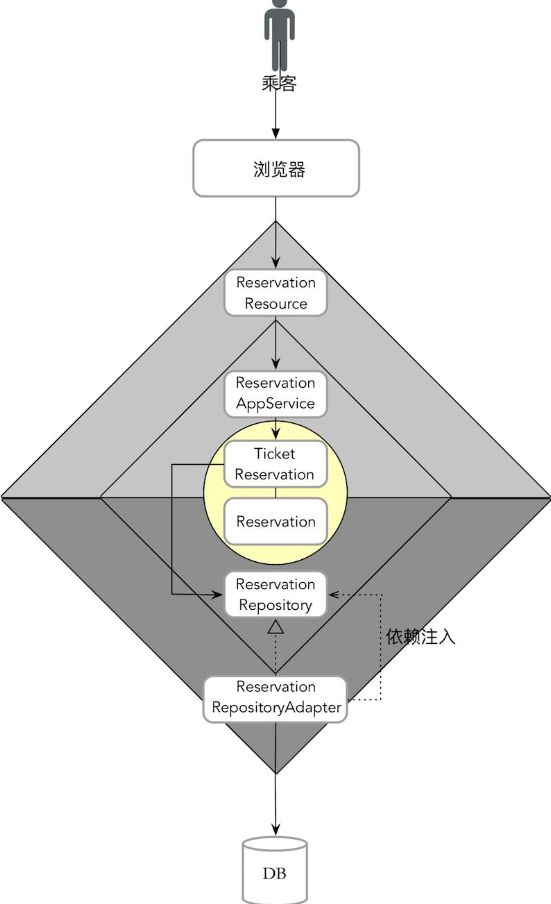 乘客
浏览器
Reservation
Resource
Reservation
AppService
Ticket
Reservation
Reservation
Reservation
Repository
依赖注入
Reservation
RepositoryAdapter
DB